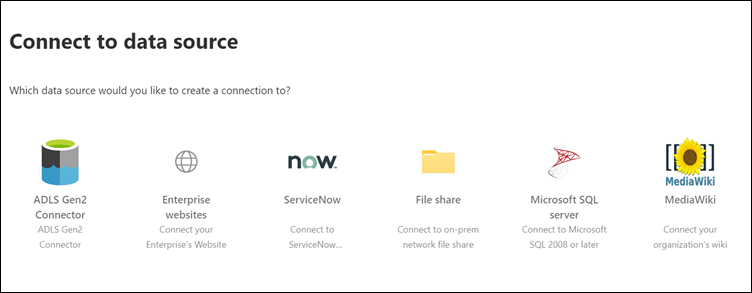 Connect to data source
Which data source would you like to create a connection to?
now.
MediaWiki
ADLS Gen2
Connector
ADLS Gen2
Connector
Enterprise
websites
Connect your
Enterprise's Website
ServiceNow
Connect to
ServiceNow...
File share
Connect to on-prem
network file share
Microsoft SQL
server
Connect to Microsoft
SQL 2008 or later
MediaWiki
Connect your
organization's wiki